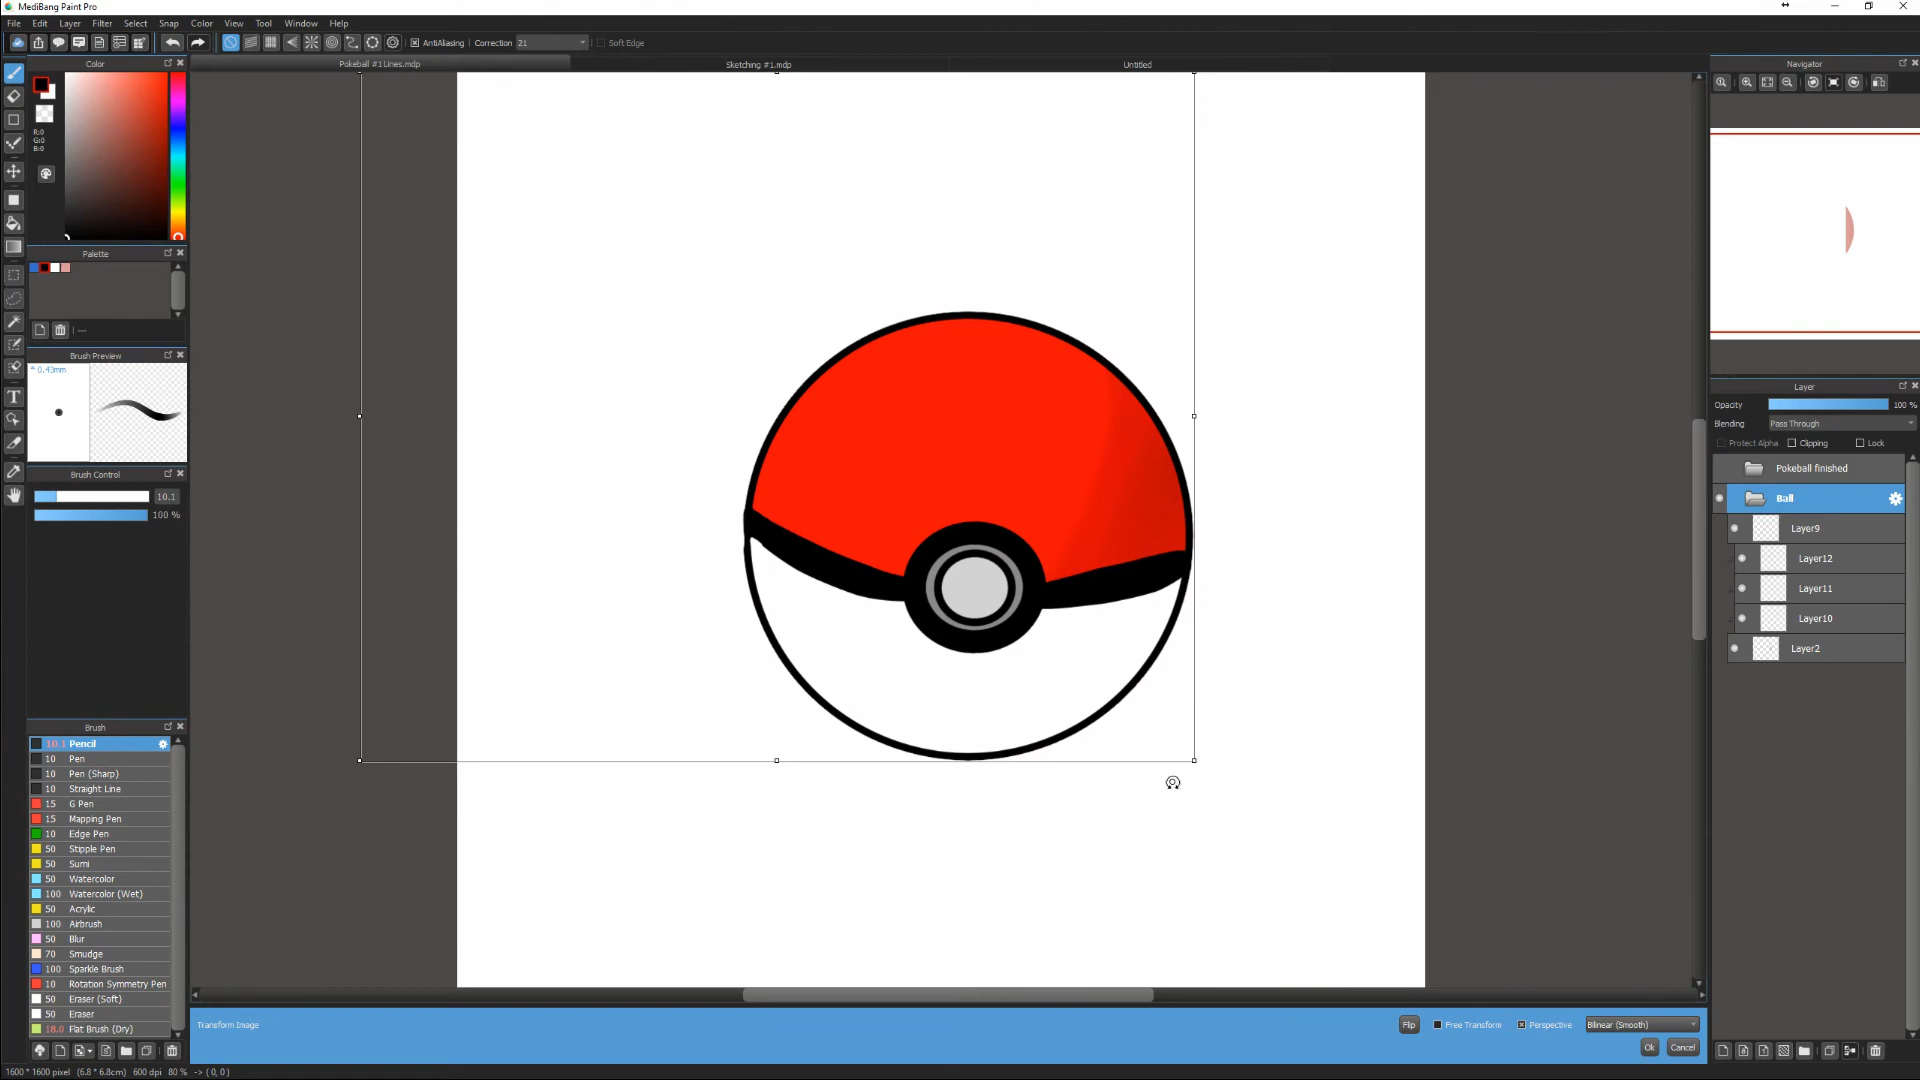 MediBang Paint Pro
File Edit Layer Filter Select Snap Color View Tool Window Help
AntiAliasing Correction 21 Soft Edge
Color
Pokeball #1Lines.mdp
Sketching #1.mdp
Untitled
Navigator
R:0
G:0
B:0
Palette
---
Brush Preview
* 0.43mm
Brush Control
10.1
100 %
Brush
10.1 Pencil
10 Pen
10 Pen (Sharp)
10 Straight Line
15 G Pen
15 Mapping Pen
10 Edge Pen
50 Stipple Pen
50 Sumi
50 Watercolor
100 Watercolor (Wet)
50 Acrylic
100 Airbrush
50 Blur
70 Smudge
100 Sparkle Brush
10 Rotation Symmetry Pen
50 Eraser (Soft)
50 Eraser
18.0 Flat Brush (Dry)
Layer
Opacity 100 %
Blending Pass Through
Protect Alpha Clipping Lock
Pokeball finished
Ball
Layer9
Layer12
Layer11
Layer10
Layer2
Transform Image
Flip Free Transform Perspective Bilinear (Smooth)
Ok Cancel
1600 * 1600 pixel (6.8 * 6.8cm) 600 dpi 80 % -> ( 0, 0 )